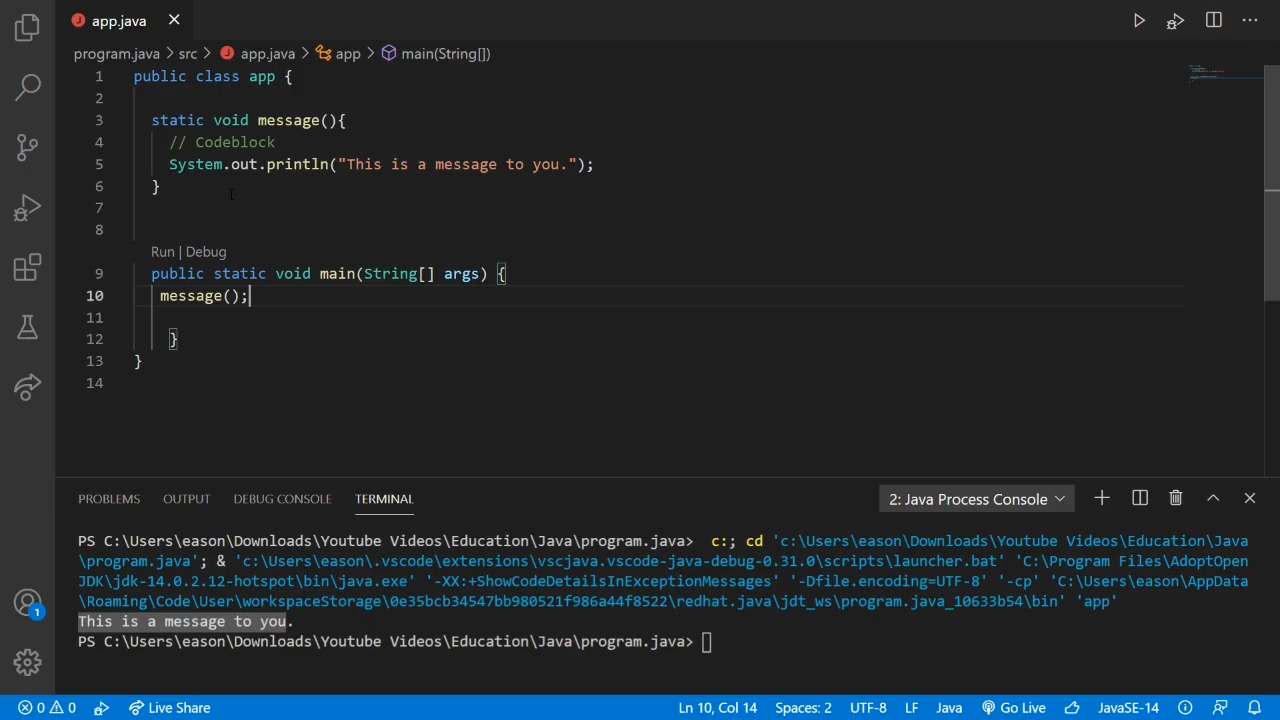 app.java
program.java > src > app.java > app > main(String[])
1 public class app {
2
3 static void message(){
4 // Codeblock
5 System.out.println("This is a message to you.");
6 }
7
8
Run | Debug
9 public static void main(String[] args) {
10 message();
11
12 }
13 }
14
PROBLEMS OUTPUT DEBUG CONSOLE TERMINAL 2: Java Process Console
PS C:\Users\eason\Downloads\Youtube Videos\Education\Java\program.java> c:; cd 'c:\Users\eason\Downloads\Youtube Videos\Education\Java
\program.java'; & 'c:\Users\eason\.vscode\extensions\vscjava.vscode-java-debug-0.31.0\scripts\launcher.bat' 'C:\Program Files\AdoptOpen
JDK\jdk-14.0.2.12-hotspot\bin\java.exe' '-XX:+ShowCodeDetailsInExceptionMessages' '-Dfile.encoding=UTF-8' '-cp' 'C:\Users\eason\AppData
\Roaming\Code\User\workspaceStorage\0e35bcb34547bb980521f986a44f8522\redhat.java\jdt_ws\program.java_10633b54\bin' 'app'
This is a message to you.
PS C:\Users\eason\Downloads\Youtube Videos\Education\Java\program.java>
1
0 0 Live Share Ln 10, Col 14 Spaces: 2 UTF-8 LF Java Go Live JavaSE-14